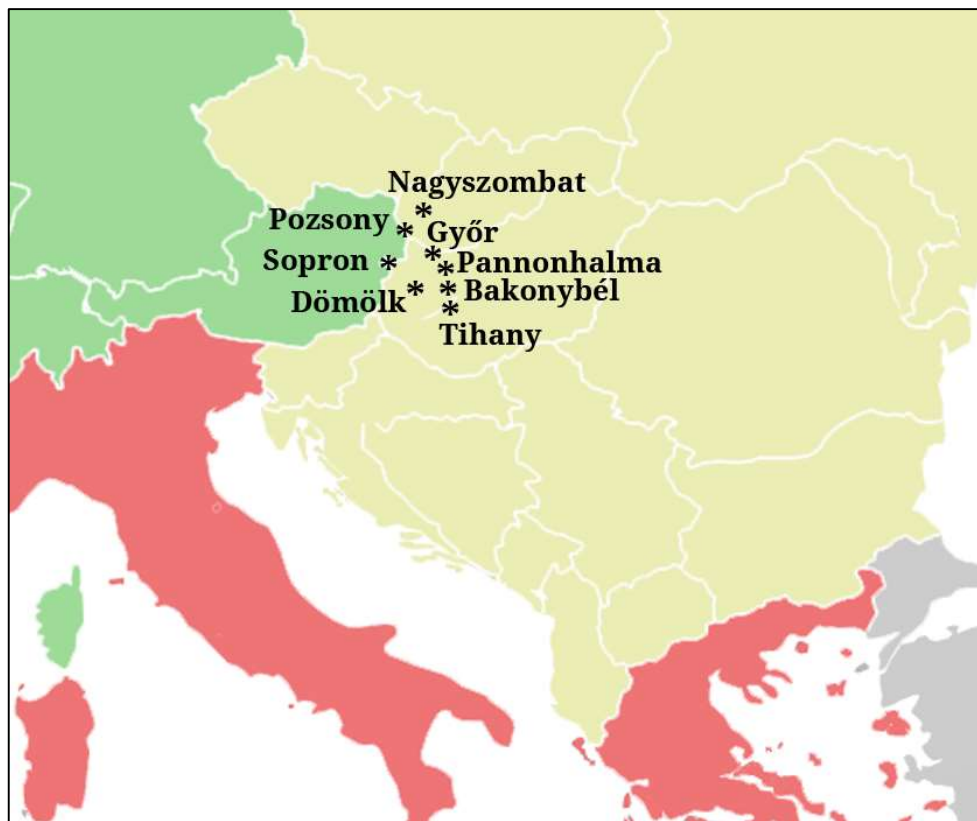 Nagyszombat
*
Pozsony *
Győr
*
Sopron *
* Pannonhalma
Dömölk *
* Bakonybél
*
Tihany